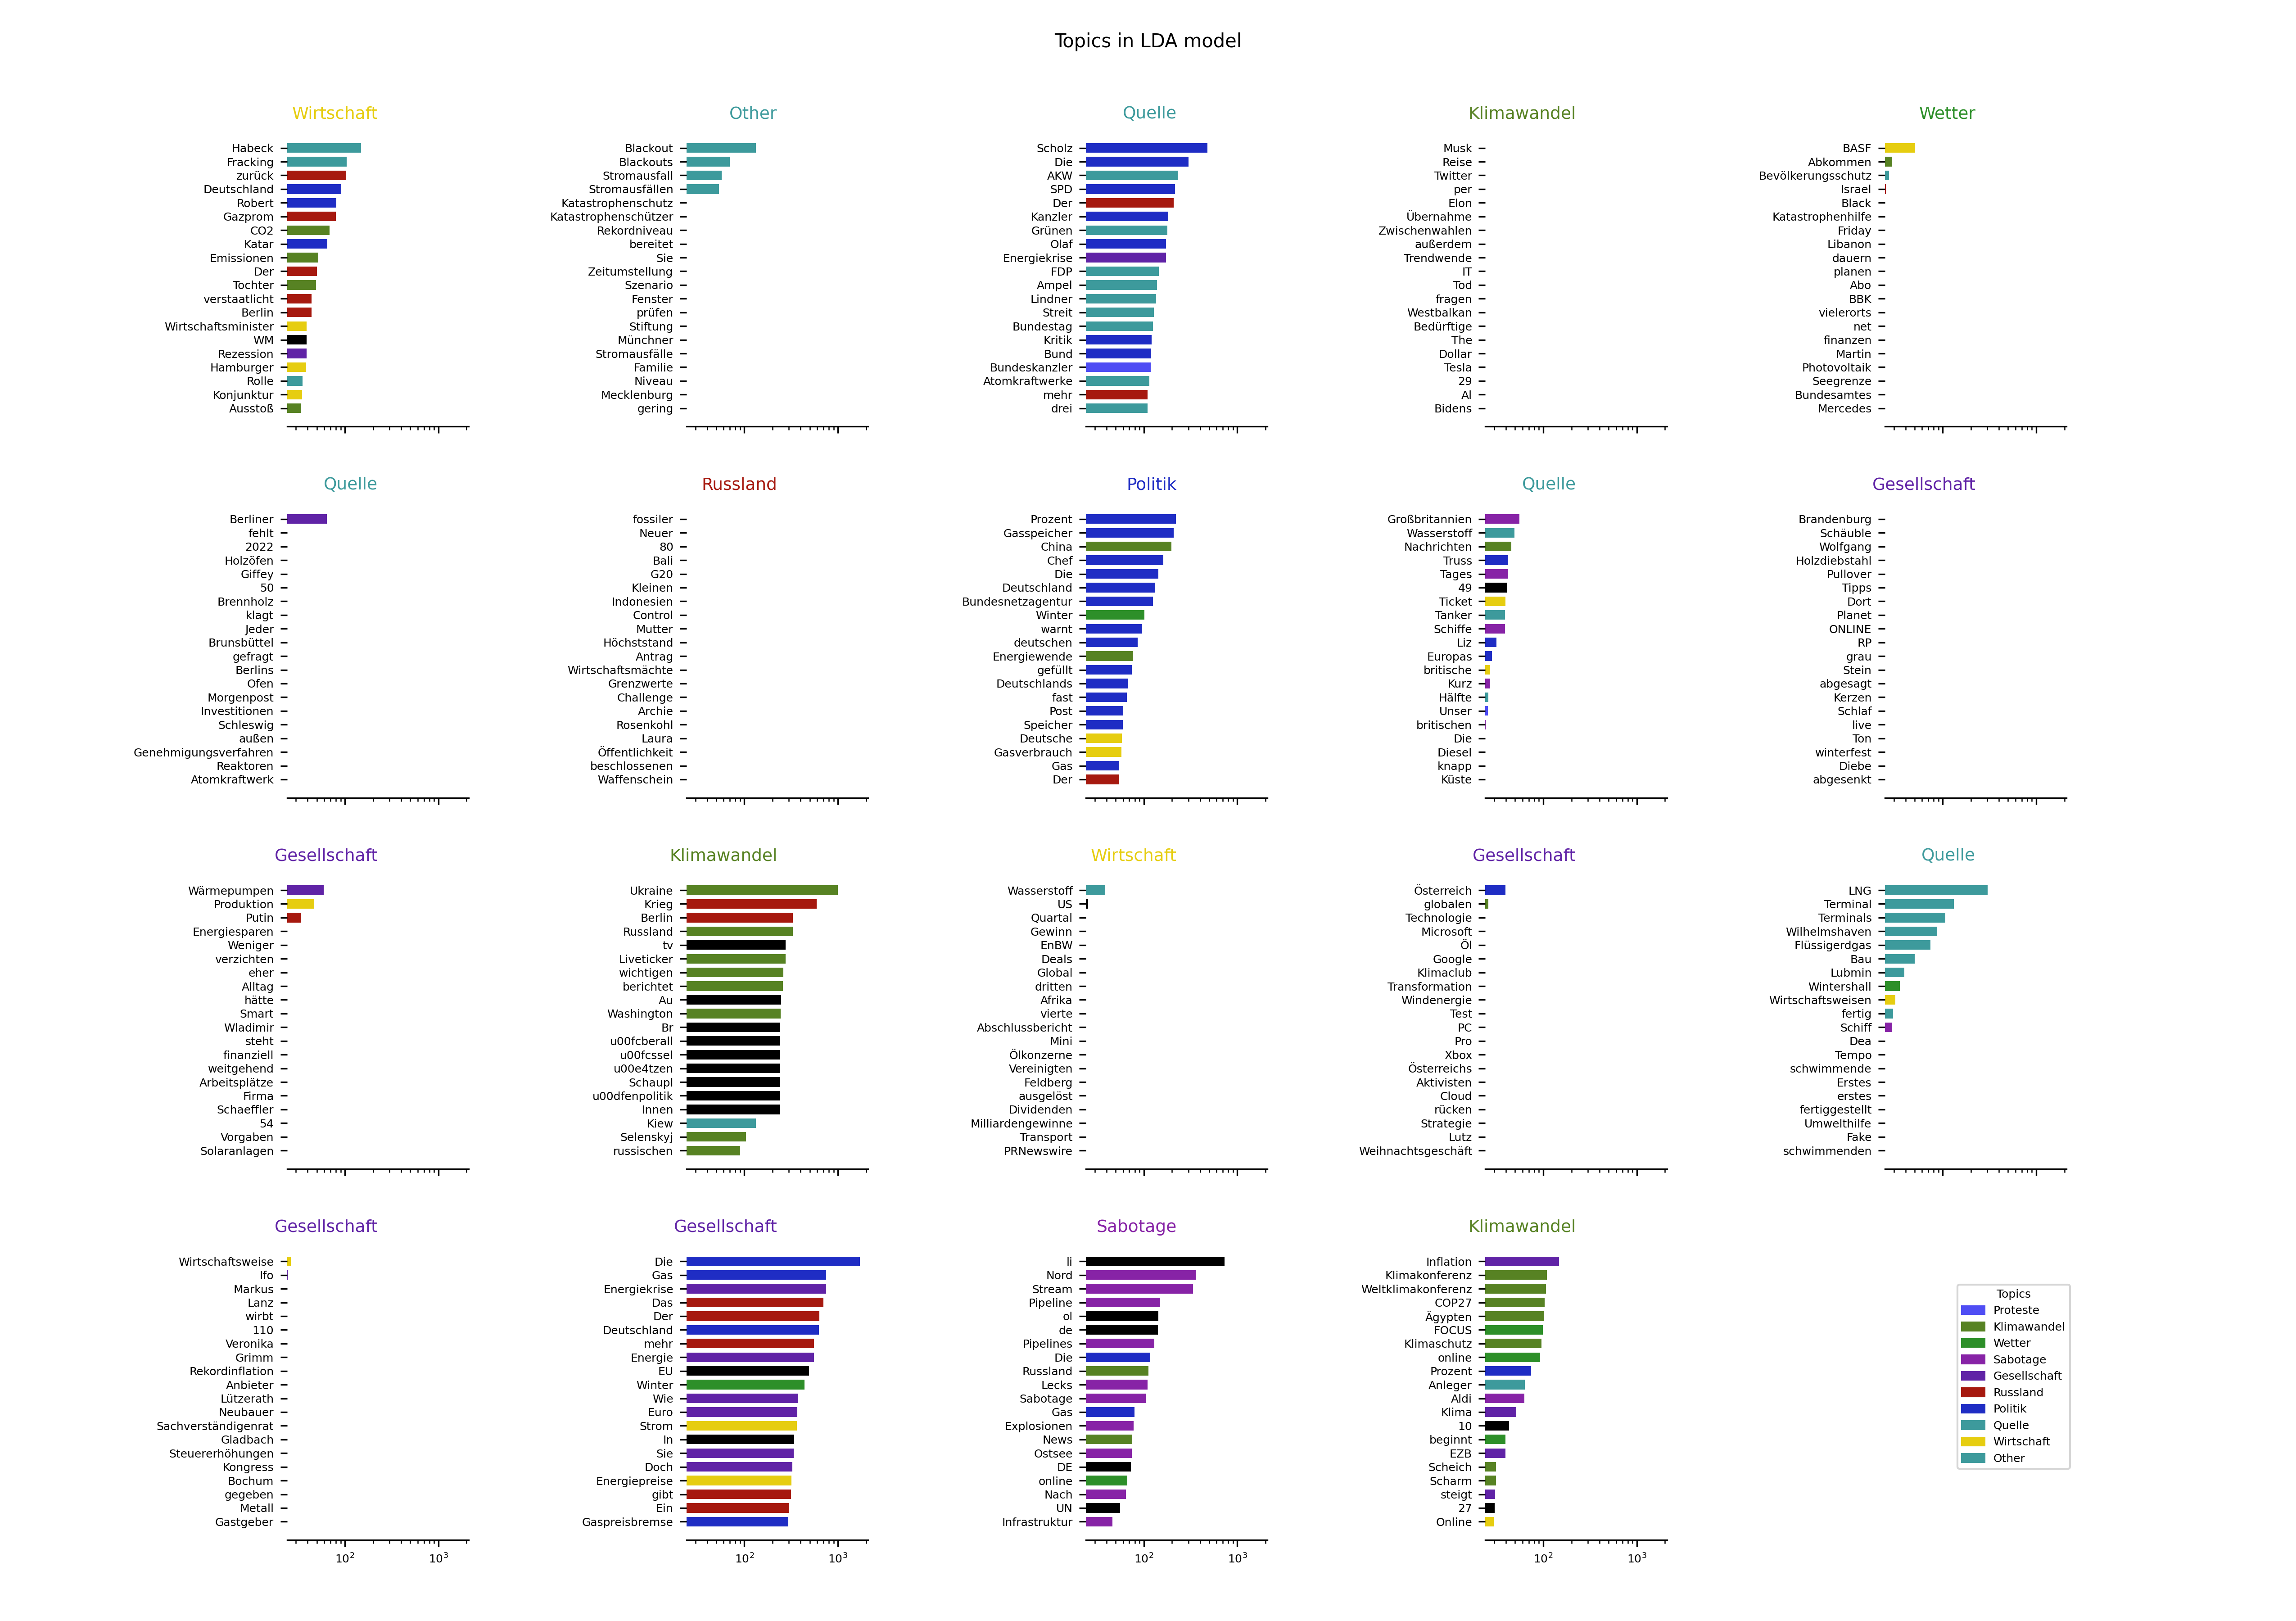 Topics in LDA model
Wirtschaft
Habeck
Fracking
zurück
Deutschland
Robert
Gazprom
CO2
Katar
Emissionen
Der
Tochter
verstaatlicht
Berlin
Wirtschaftsminister
WM
Rezession
Hamburger
Rolle
Konjunktur
Ausstoß
Other
Blackout
Blackouts
Stromausfall
Stromausfällen
Katastrophenschutz
Katastrophenschützer
Rekordniveau
bereitet
Sie
Zeitumstellung
Szenario
Fenster
prüfen
Stiftung
Münchner
Stromausfälle
Familie
Niveau
Mecklenburg
gering
Quelle
Scholz
Die
AKW
SPD
Der
Kanzler
Grünen
Olaf
Energiekrise
FDP
Ampel
Lindner
Streit
Bundestag
Kritik
Bund
Bundeskanzler
Atomkraftwerke
mehr
drei
Klimawandel
Musk
Reise
Twitter
per
Elon
Übernahme
Zwischenwahlen
außerdem
Trendwende
IT
Tod
fragen
Westbalkan
Bedürftige
The
Dollar
Tesla
29
Al
Bidens
Wetter
BASF
Abkommen
Bevölkerungsschutz
Israel
Black
Katastrophenhilfe
Friday
Libanon
dauern
planen
Abo
BBK
vielerorts
net
finanzen
Martin
Photovoltaik
Seegrenze
Bundesamtes
Mercedes
Quelle
Berliner
fehlt
2022
Holzöfen
Giffey
50
Brennholz
klagt
Jeder
Brunsbüttel
gefragt
Berlins
Ofen
Morgenpost
Investitionen
Schleswig
außen
Genehmigungsverfahren
Reaktoren
Atomkraftwerk
Russland
fossiler
Neuer
80
Bali
G20
Kleinen
Indonesien
Control
Mutter
Höchststand
Antrag
Wirtschaftsmächte
Grenzwerte
Challenge
Archie
Rosenkohl
Laura
Öffentlichkeit
beschlossenen
Waffenschein
Politik
Prozent
Gasspeicher
China
Chef
Die
Deutschland
Bundesnetzagentur
Winter
warnt
deutschen
Energiewende
gefüllt
Deutschlands
fast
Post
Speicher
Deutsche
Gasverbrauch
Gas
Der
Quelle
Großbritannien
Wasserstoff
Nachrichten
Truss
Tages
49
Ticket
Tanker
Schiffe
Liz
Europas
britische
Kurz
Hälfte
Unser
britischen
Die
Diesel
knapp
Küste
Gesellschaft
Brandenburg
Schäuble
Wolfgang
Holzdiebstahl
Pullover
Tipps
Dort
Planet
ONLINE
RP
grau
Stein
abgesagt
Kerzen
Schlaf
live
Ton
winterfest
Diebe
abgesenkt
Gesellschaft
Wärmepumpen
Produktion
Putin
Energiesparen
Weniger
verzichten
eher
Alltag
hätte
Smart
Wladimir
steht
finanziell
weitgehend
Arbeitsplätze
Firma
Schaeffler
54
Vorgaben
Solaranlagen
Klimawandel
Ukraine
Krieg
Berlin
Russland
tv
Liveticker
wichtigen
berichtet
Au
Washington
Br
u00fcberall
u00fcssel
u00e4tzen
Schaupl
u00dfenpolitik
Innen
Kiew
Selenskyj
russischen
Wirtschaft
Wasserstoff
US
Quartal
Gewinn
EnBW
Deals
Global
dritten
Afrika
vierte
Abschlussbericht
Mini
Ölkonzerne
Vereinigten
Feldberg
ausgelöst
Dividenden
Milliardengewinne
Transport
PRNewswire
Gesellschaft
Österreich
globalen
Technologie
Microsoft
Öl
Google
Klimaclub
Transformation
Windenergie
Test
PC
Pro
Xbox
Österreichs
Aktivisten
Cloud
rücken
Strategie
Lutz
Weihnachtsgeschäft
Quelle
LNG
Terminal
Terminals
Wilhelmshaven
Flüssigerdgas
Bau
Lubmin
Wintershall
Wirtschaftsweisen
fertig
Schiff
Dea
Tempo
schwimmende
Erstes
erstes
fertiggestellt
Umwelthilfe
Fake
schwimmenden
Gesellschaft
Wirtschaftsweise
Ifo
Markus
Lanz
wirbt
110
Veronika
Grimm
Rekordinflation
Anbieter
Lützerath
Neubauer
Sachverständigenrat
Gladbach
Steuererhöhungen
Kongress
Bochum
gegeben
Metall
Gastgeber
10²
10³
Gesellschaft
Die
Gas
Energiekrise
Das
Der
Deutschland
mehr
Energie
EU
Winter
Wie
Euro
Strom
In
Sie
Doch
Energiepreise
gibt
Ein
Gaspreisbremse
10²
10³
Sabotage
li
Nord
Stream
Pipeline
ol
de
Pipelines
Die
Russland
Lecks
Sabotage
Gas
Explosionen
News
Ostsee
DE
online
Nach
UN
Infrastruktur
10²
10³
Klimawandel
Inflation
Klimakonferenz
Weltklimakonferenz
COP27
Ägypten
FOCUS
Klimaschutz
online
Prozent
Anleger
Aldi
Klima
10
beginnt
EZB
Scheich
Scharm
steigt
27
Online
10²
10³
Topics
Proteste
Klimawandel
Wetter
Sabotage
Gesellschaft
Russland
Politik
Quelle
Wirtschaft
Other